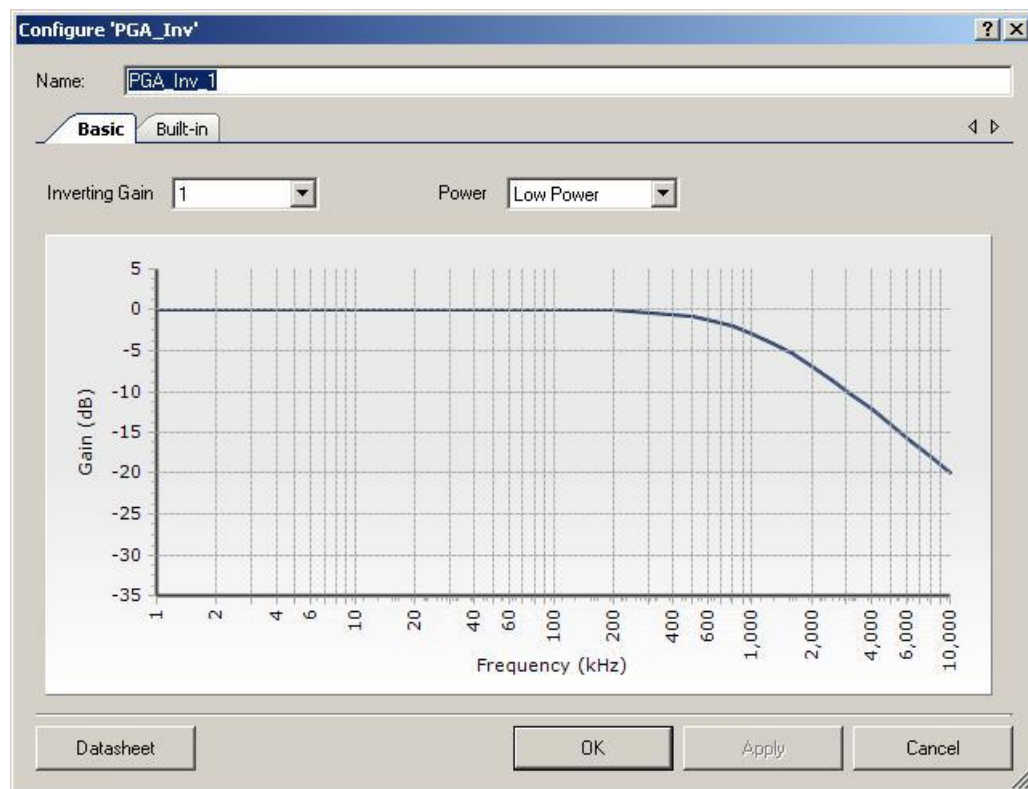 Configure 'PGA_Inv'
Name: PGA_Inv_1
Basic Built-in
Inverting Gain 1 Power Low Power
5
0
-5
-10
-15
-20
-25
-30
-35
Gain (dB)
1 2 4 6 10 20 40 60 100 200 400 600 1,000 2,000 4,000 6,000 10,000
Frequency (kHz)
Datasheet OK Apply Cancel